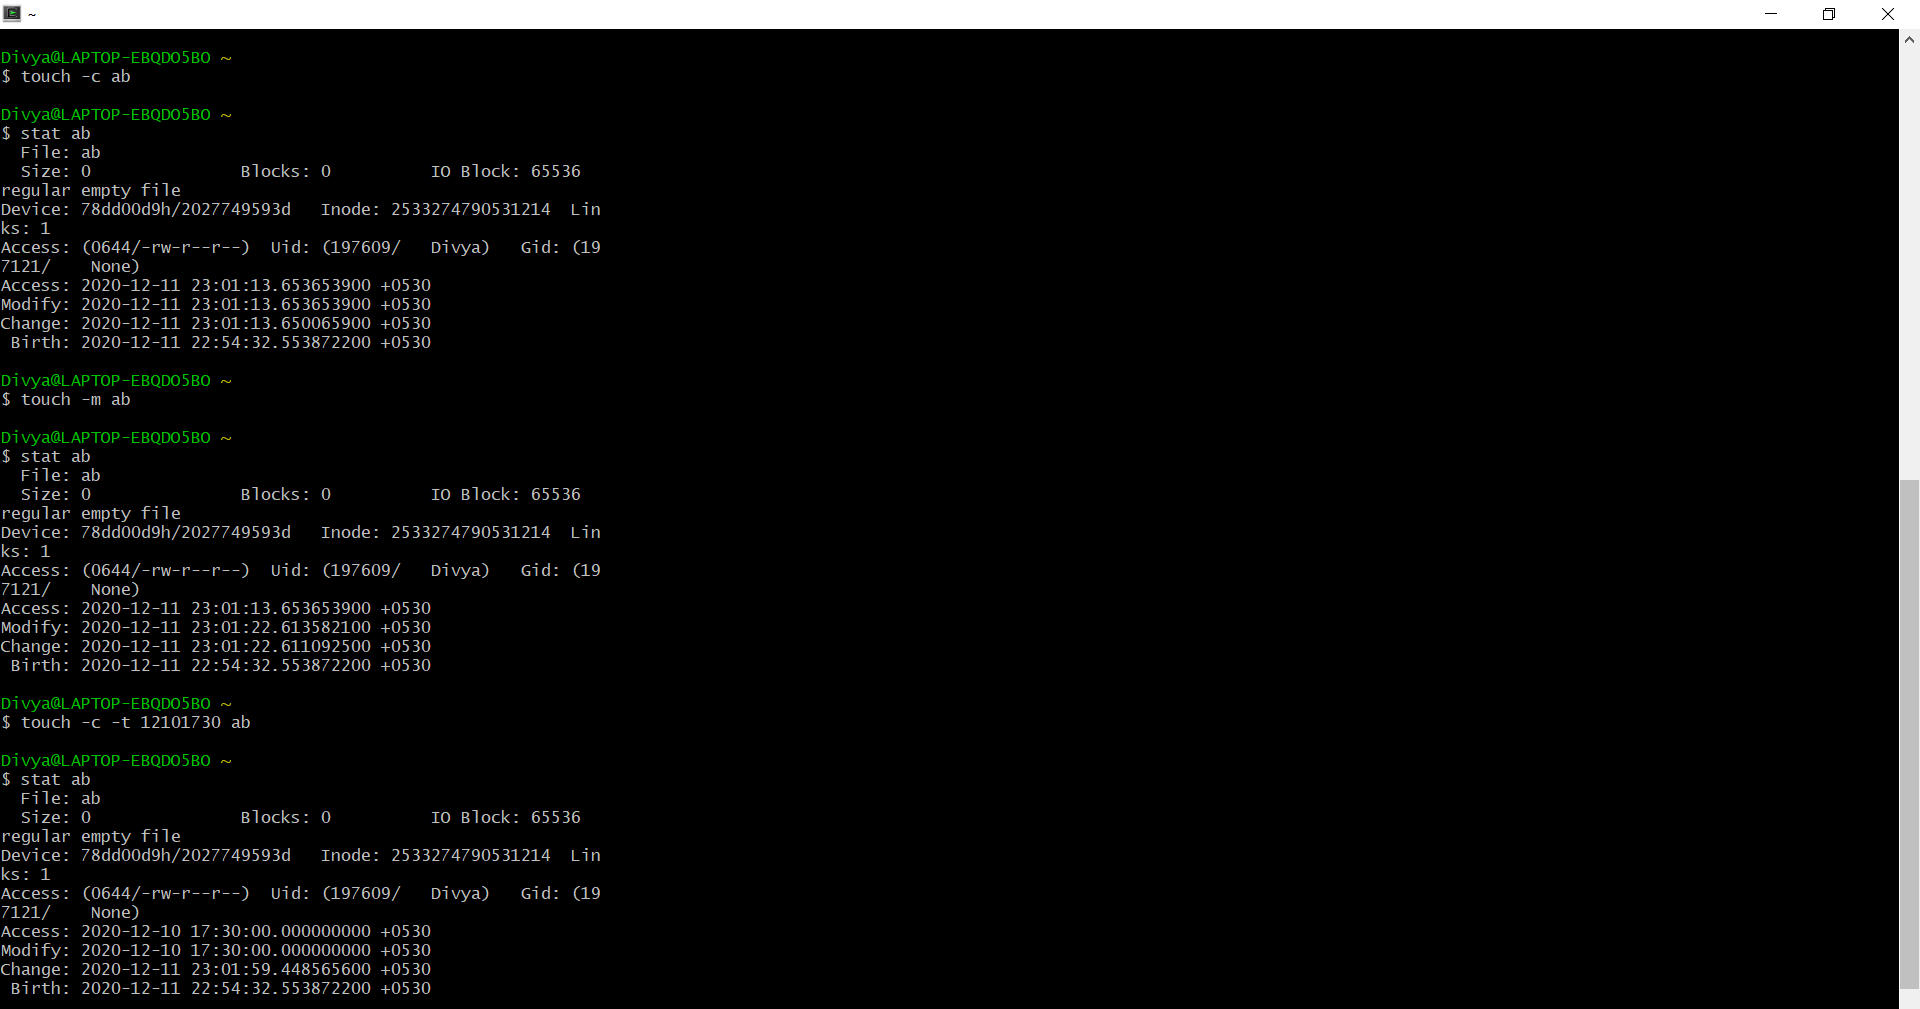 ~
Divya@LAPTOP-EBQDO5BO ~
$ touch -c ab
Divya@LAPTOP-EBQDO5BO ~
$ stat ab
  File: ab
  Size: 0               Blocks: 0          IO Block: 65536
regular empty file
Device: 78dd00d9h/2027749593d   Inode: 2533274790531214  Lin
ks: 1
Access: (0644/-rw-r--r--)  Uid: (197609/   Divya)   Gid: (19
7121/    None)
Access: 2020-12-11 23:01:13.653653900 +0530
Modify: 2020-12-11 23:01:13.653653900 +0530
Change: 2020-12-11 23:01:13.650065900 +0530
 Birth: 2020-12-11 22:54:32.553872200 +0530
Divya@LAPTOP-EBQDO5BO ~
$ touch -m ab
Divya@LAPTOP-EBQDO5BO ~
$ stat ab
  File: ab
  Size: 0               Blocks: 0          IO Block: 65536
regular empty file
Device: 78dd00d9h/2027749593d   Inode: 2533274790531214  Lin
ks: 1
Access: (0644/-rw-r--r--)  Uid: (197609/   Divya)   Gid: (19
7121/    None)
Access: 2020-12-11 23:01:13.653653900 +0530
Modify: 2020-12-11 23:01:22.613582100 +0530
Change: 2020-12-11 23:01:22.611092500 +0530
 Birth: 2020-12-11 22:54:32.553872200 +0530
Divya@LAPTOP-EBQDO5BO ~
$ touch -c -t 12101730 ab
Divya@LAPTOP-EBQDO5BO ~
$ stat ab
  File: ab
  Size: 0               Blocks: 0          IO Block: 65536
regular empty file
Device: 78dd00d9h/2027749593d   Inode: 2533274790531214  Lin
ks: 1
Access: (0644/-rw-r--r--)  Uid: (197609/   Divya)   Gid: (19
7121/    None)
Access: 2020-12-10 17:30:00.000000000 +0530
Modify: 2020-12-10 17:30:00.000000000 +0530
Change: 2020-12-11 23:01:59.448565600 +0530
 Birth: 2020-12-11 22:54:32.553872200 +0530